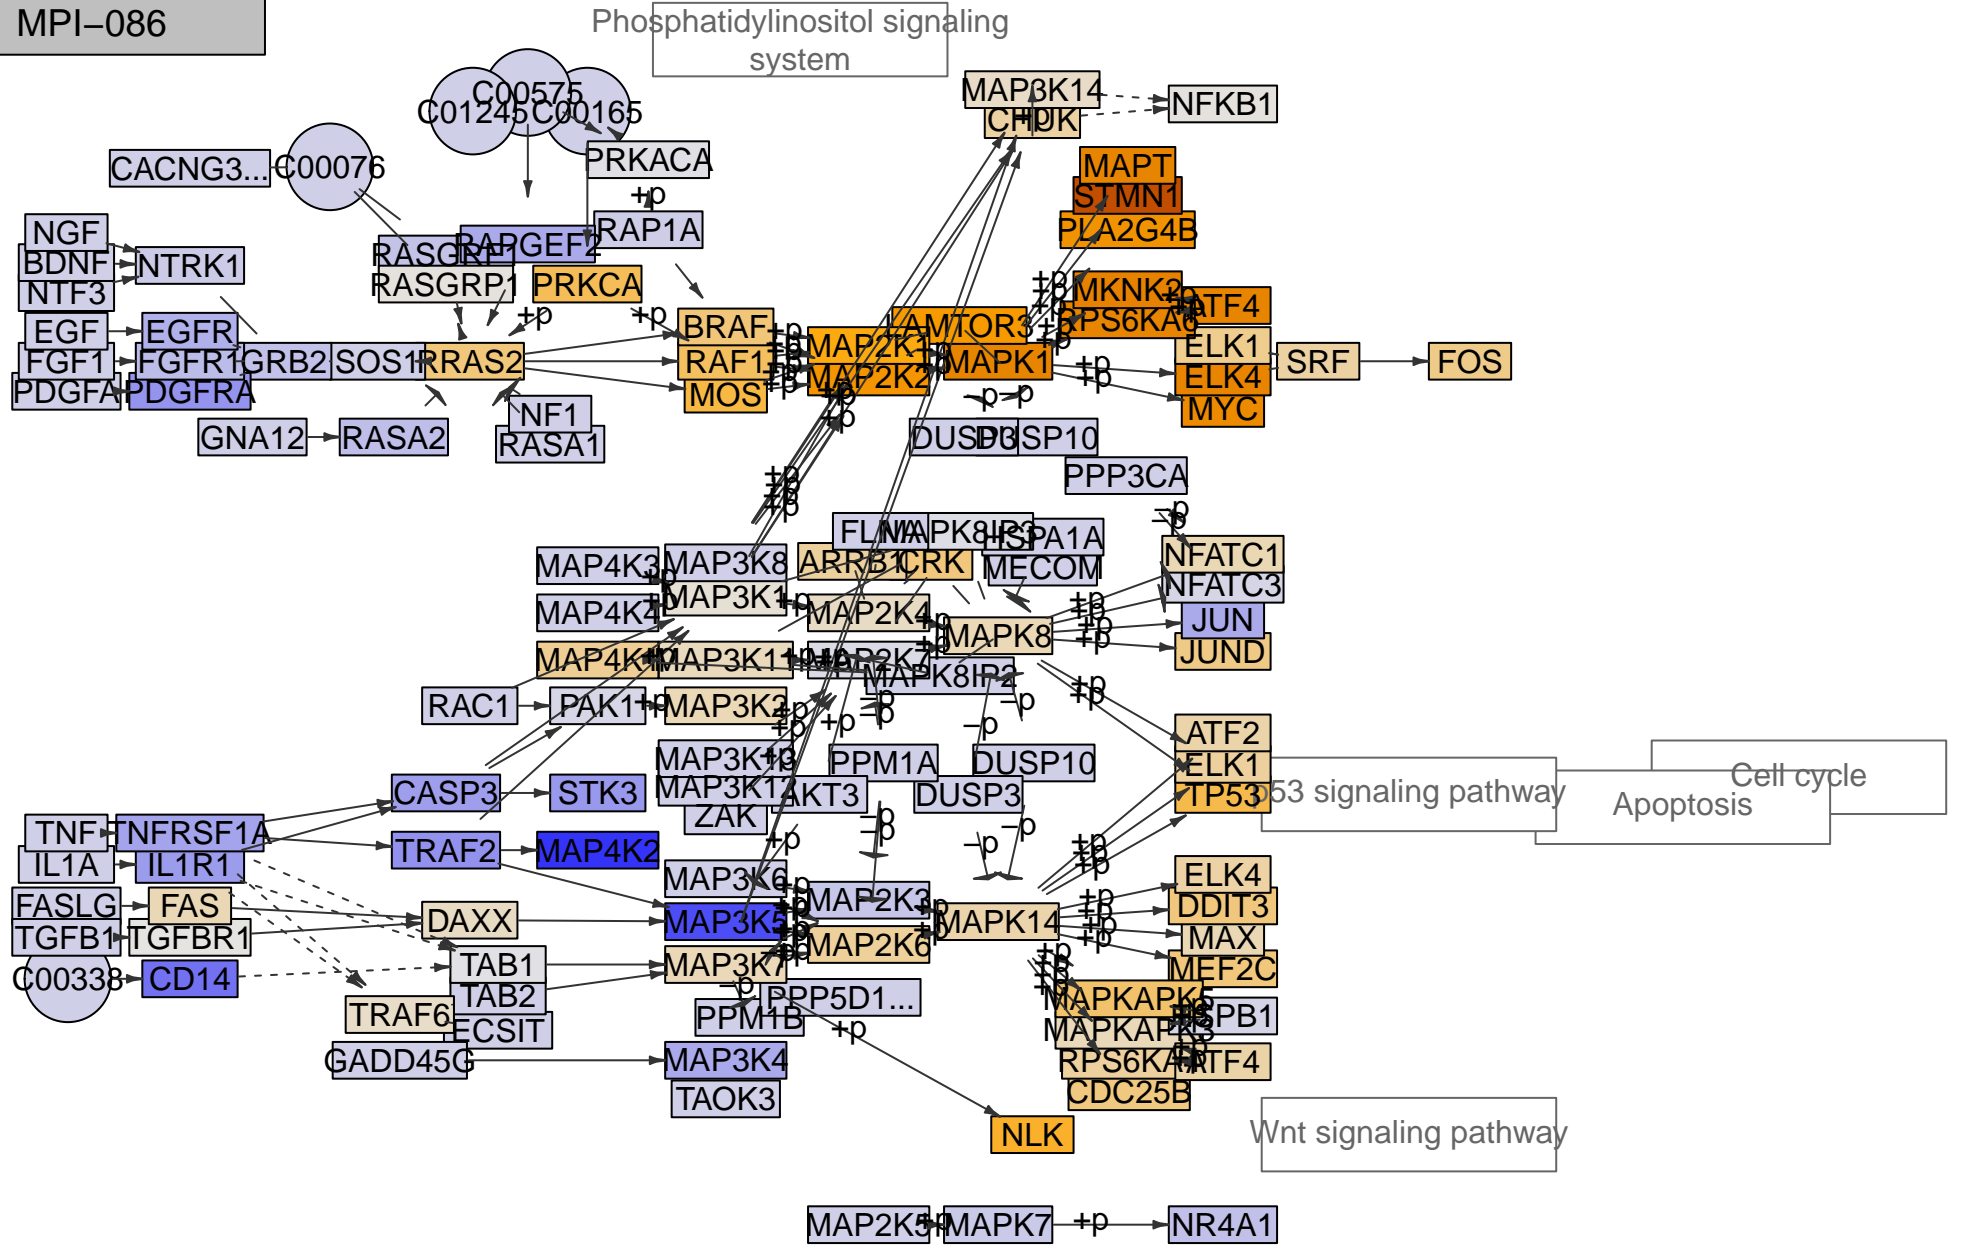 MPI−086
Phosphatidylinositol signaling
system
C00575
C01245
C00165
MAP3K14
CHUK
+p
NFKB1
CACNG3...
C00076
PRKACA
+p
MAPT
STMN1
PLA2G4B
NGF
BDNF
NTF3
NTRK1
RASGRF1
RAPGEF2
RAP1A
RASGRP1
PRKCA
+p
+p
MKNK2
RPS6KA6
+p
+p
+p
+p
+p
+p
ATF4
EGF
EGFR
BRAF
LAMTOR3
ELK1
FGF1
FGFR1
GRB2
SOS1
RRAS2
RAF1
MAP2K1
MAPK1
+p
SRF
FOS
PDGFA
PDGFRA
MOS
MAP2K2
+p
+p
+p
+p
+p
+p
+p
ELK4
MYC
GNA12
RASA2
NF1
RASA1
+p
+p
−p
−p
DUSP3
DUSP10
PPP3CA
+p
+p
+p
+p
−p
−p
FLNA
MAPK8IP3
HSPA1A
NFATC1
MAP4K3
+p
MAP3K8
ARRB1
CRK
MECOM
NFATC3
MAP4K4
+p
MAP3K1
+p
MAP2K4
+p
MAPK8
+p
+p
+p
+p
JUN
JUND
MAP3K11
+p
MAP2K7
+p
MAPK8IP2
RAC1
PAK1
+p
MAP3K2
+p
+p
+p
−p
−p
−p
−p
+p
+p
ATF2
MAP3K13
+p
PPM1A
DUSP10
ELK1
MAP3K12
AKT3
DUSP3
TP53
p53 signaling pathway
Apoptosis
Cell cycle
CASP3
STK3
ZAK
TNF
TNFRSF1A
+p
−p
−p
−p
−p
+p
+p
+p
IL1A
IL1R1
TRAF2
MAP4K2
MAP3K6
ELK4
FASLG
FAS
DAXX
MAP3K5
+p
+p
MAP2K3
+p
MAPK14
+p
+p
+p
+p
DDIT3
TGFB1
TGFBR1
MAP2K6
+p
MAX
C00338
CD14
TAB1
MAP3K7
MEF2C
TAB2
−p
PPP5D1...
MAPKAPK5
TRAF6
ECSIT
PPM1B
+p
HSPB1
GADD45G
MAP3K4
ATF4
TAOK3
CDC25B
NLK
Wnt signaling pathway
MAP2K5
+p
MAPK7
+p
NR4A1